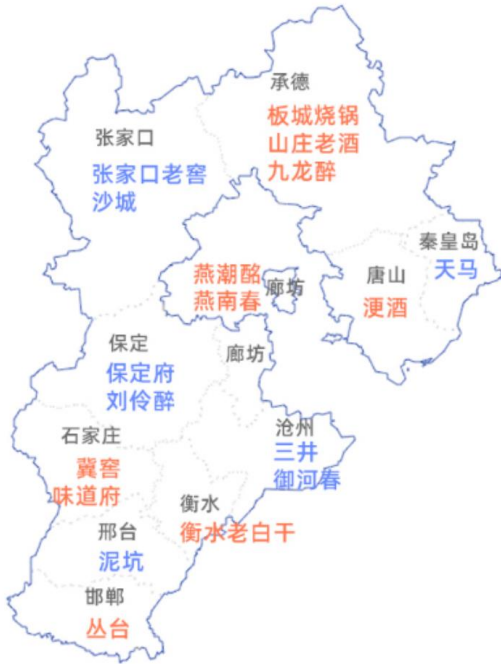 承德
板城烧锅
山庄老酒
九龙醉
张家口
张家口老窖
沙城
秦皇岛
天马
唐山
浭酒
燕潮酩
燕南春
廊坊
保定
保定府
刘伶醉
廊坊
石家庄
冀窖
味道府
沧州
三井
御河春
衡水
衡水老白干
邢台
泥坑
邯郸
丛台